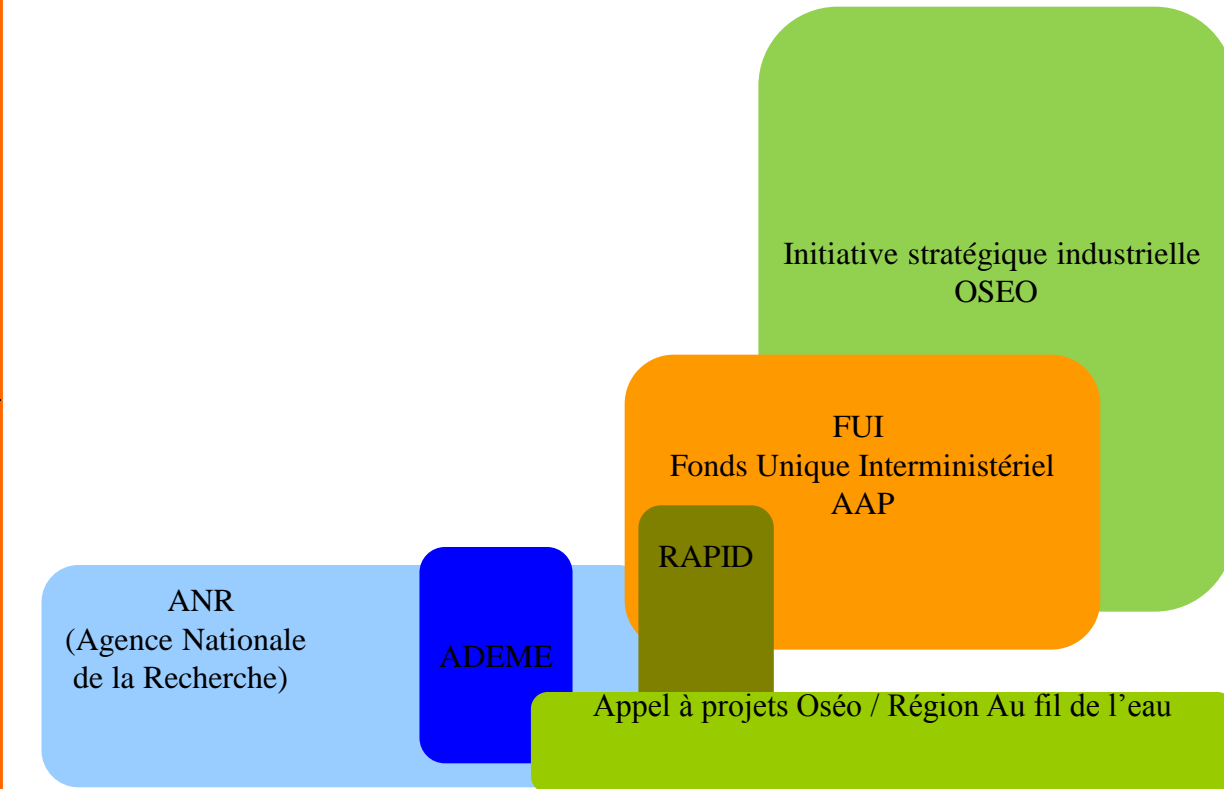 Initiative stratégique industrielle
OSEO
FUI
Fonds Unique Interministériel
AAP
RAPID
ANR
(Agence Nationale
de la Recherche)
ADEME
Appel à projets Oséo / Région Au fil de l’eau